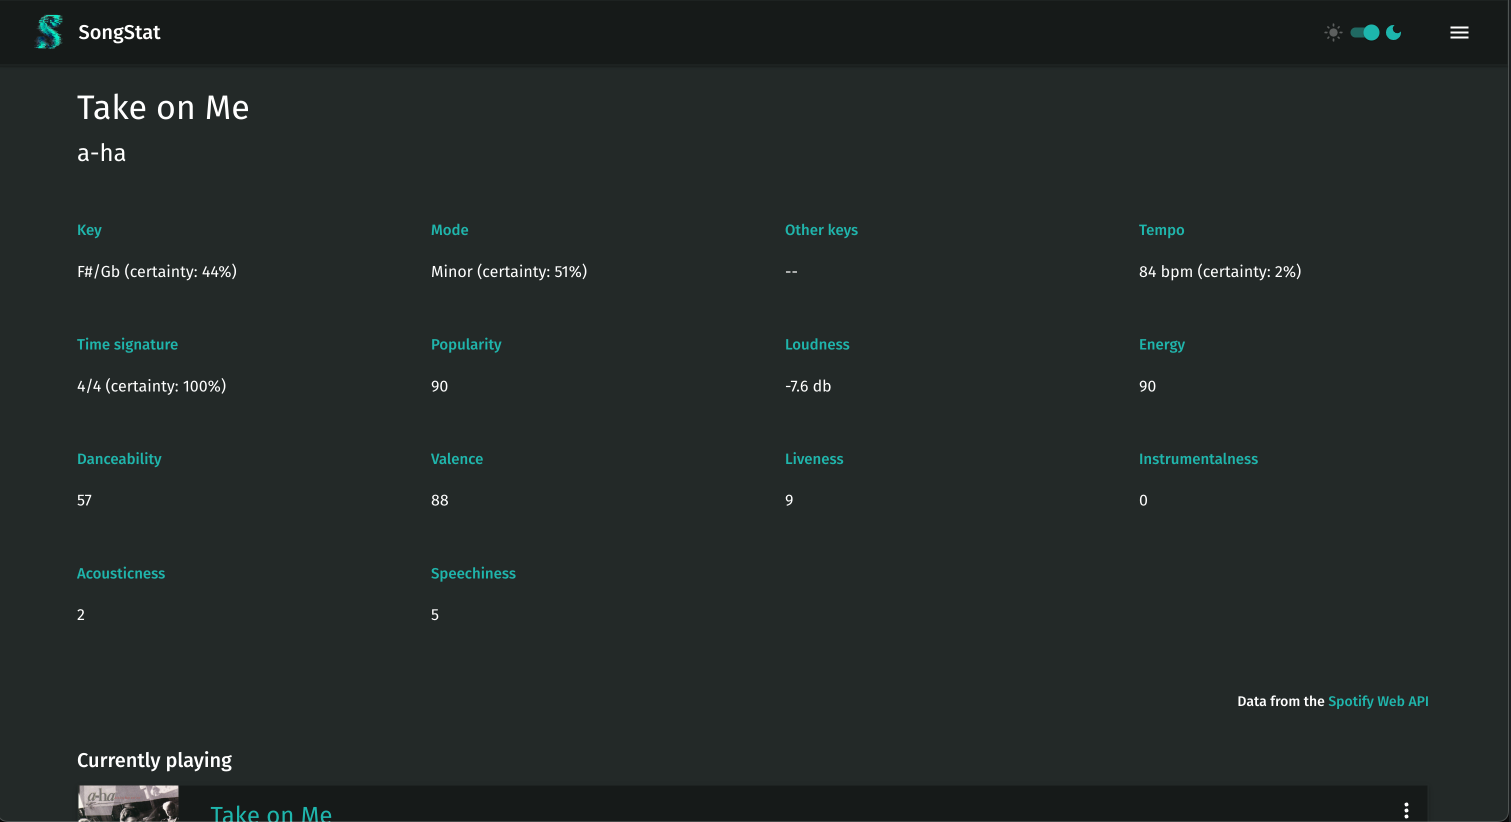 SongStat
Take on Me
a-ha
Key
Mode
Other keys
Tempo
F#/Gb (certainty: 44%)
Minor (certainty: 51%)
--
84 bpm (certainty: 2%)
Time signature
Popularity
Loudness
Energy
4/4 (certainty: 100%)
90
-7.6 db
90
Danceability
Valence
Liveness
Instrumentalness
57
88
9
0
Acousticness
Speechiness
2
5
Data from the Spotify Web API
Currently playing
a-ha
Take on Me